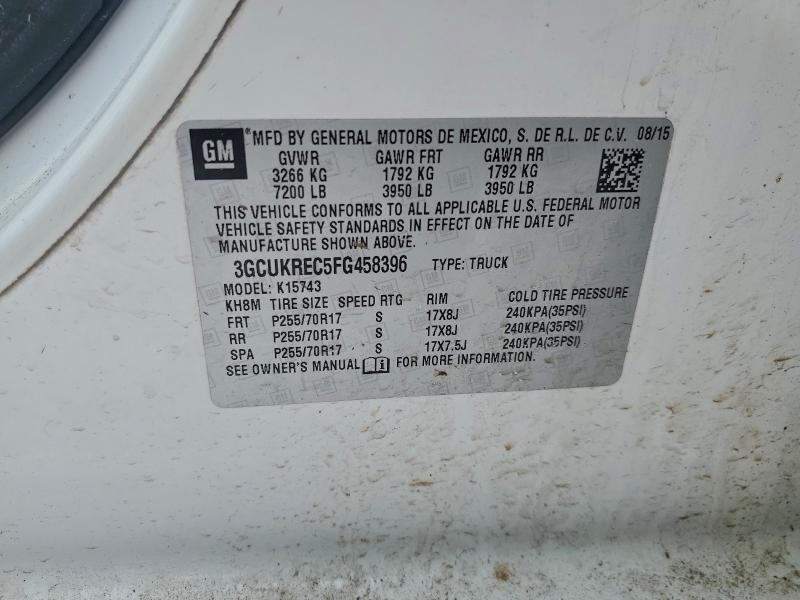 GM ®MFD BY GENERAL MOTORS DE MEXICO, S. DE R.L. DE C.V. 08/15
GVWR GAWR FRT GAWR RR
3266 KG 1792 KG 1792 KG
7200 LB 3950 LB 3950 LB
THIS VEHICLE CONFORMS TO ALL APPLICABLE U.S. FEDERAL MOTOR
VEHICLE SAFETY STANDARDS IN EFFECT ON THE DATE OF
MANUFACTURE SHOWN ABOVE.
3GCUKREC5FG458396 TYPE: TRUCK
MODEL: K15743
KH8M TIRE SIZE SPEED RTG RIM COLD TIRE PRESSURE
FRT P255/70R17 S 17X8J 240KPA(35PSI)
RR P255/70R17 S 17X8J 240KPA(35PSI)
SPA P255/70R17 S 17X7.5J 240KPA(35PSI)
SEE OWNER'S MANUAL i FOR MORE INFORMATION.